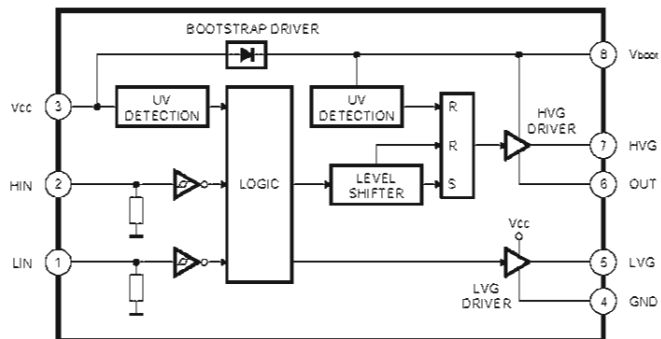 BOOTSTRAP DRIVER
8
Vboot
Vcc
3
UV
DETECTION
UV
DETECTION
R
HVG
DRIVER
HIN
2
LOGIC
R
7
HVG
LEVEL
SHIFTER
S
6
OUT
Vcc
LIN
1
5
LVG
LVG
DRIVER
4
GND